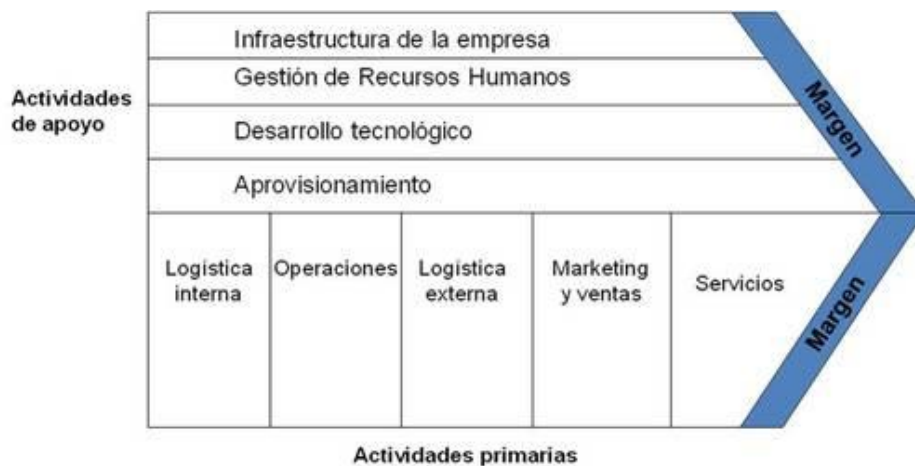 Infraestructura de la empresa
Gestión de Recursos Humanos
Actividades
de apoyo
Desarrollo tecnológico
Aprovisionamiento
Margen
Logística
interna
Operaciones
Logística
externa
Marketing
y ventas
Servicios
Margen
Actividades primarias